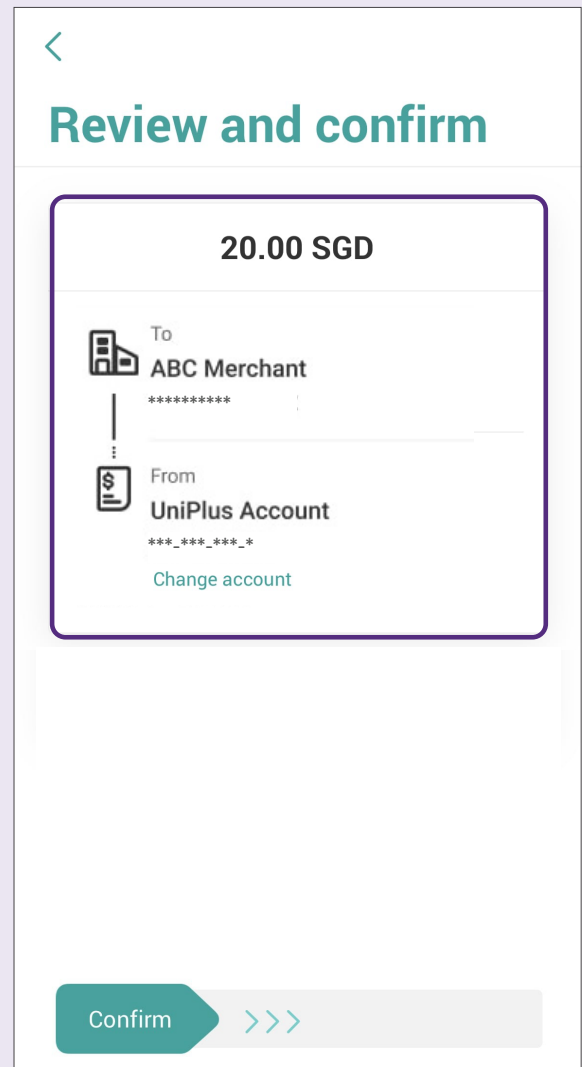 Review and confirm
20.00 SGD
To
ABC Merchant
**********
From
UniPlus Account
***-***-***-*
Change account
Confirm